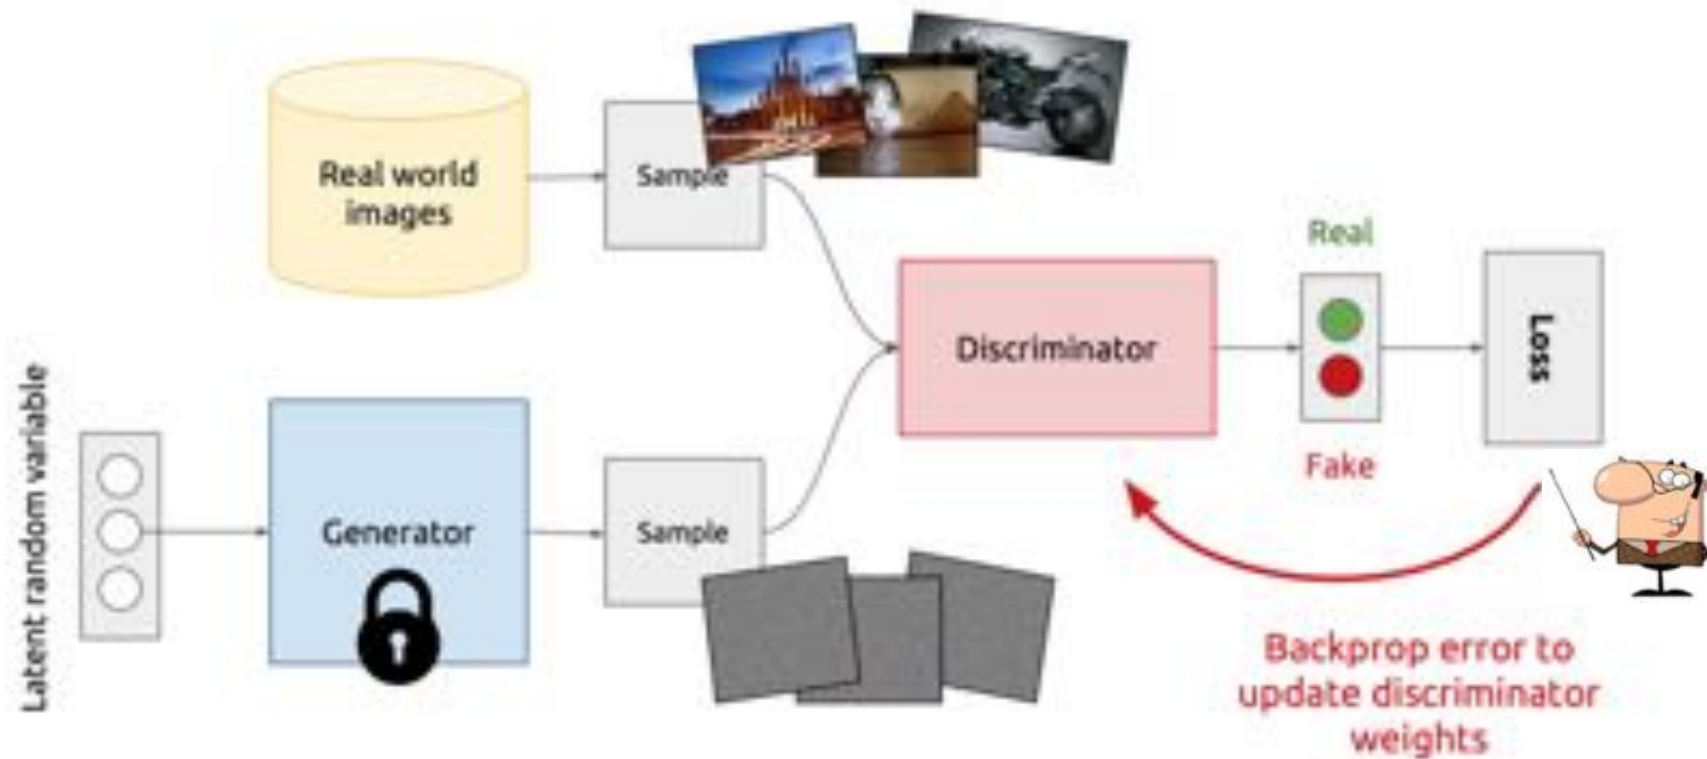 Real world
images
Sample
Real
Discriminator
Loss
Fake
Latent random variable
Generator
Sample
Backprop error to
update discriminator
weights